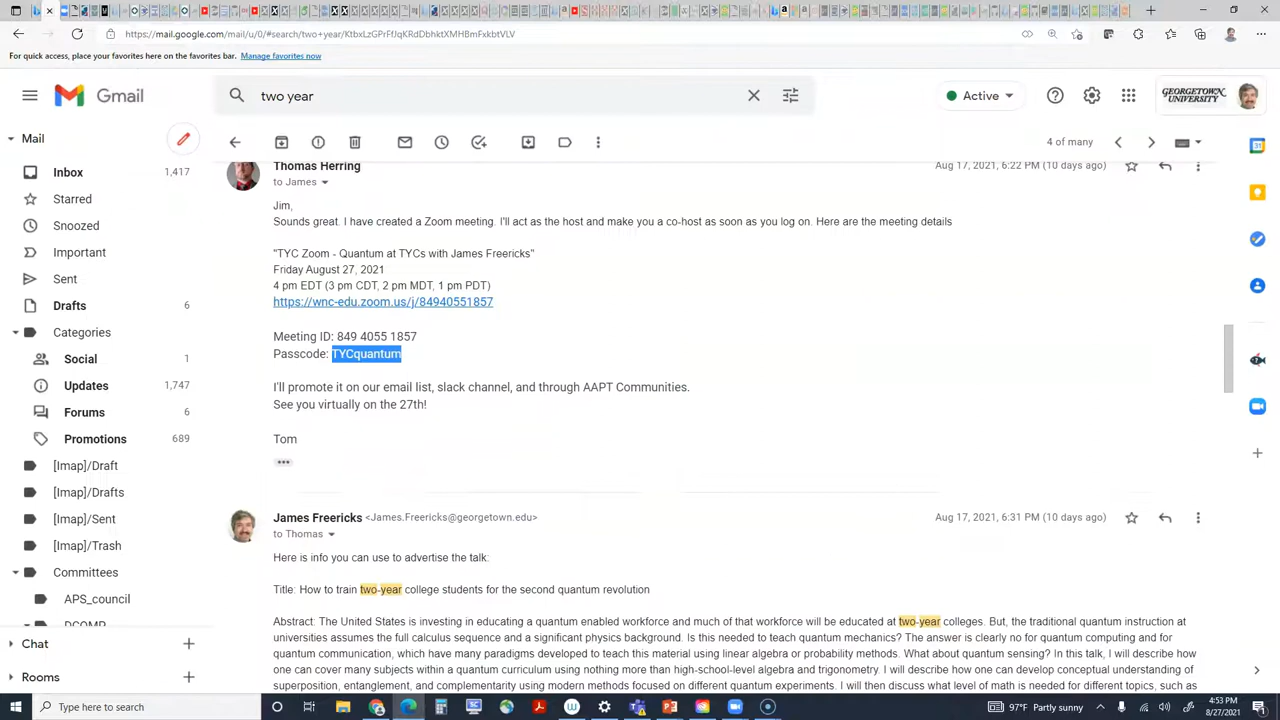 https://mail.google.com/mail/u/0/#search/two+year/KtbxLzGPrFfJqKRdDbhktXMHBmFxkbtVLV
For quick access, place your favorites here on the favorites bar. Manage favorites now
Gmail
two year
Active
GEORGETOWN UNIVERSITY
Mail
4 of many
Inbox 1,417
Starred
Snoozed
Important
Sent
Drafts 6
Categories
Social 1
Updates 1,747
Forums 6
Promotions 689
[Imap]/Draft
[Imap]/Drafts
[Imap]/Sent
[Imap]/Trash
Committees
APS_council
DCOMP
Chat
Rooms
Thomas Herring
Aug 17, 2021, 6:22 PM (10 days ago)
to James
Jim,
Sounds great. I have created a Zoom meeting. I'll act as the host and make you a co-host as soon as you log on. Here are the meeting details
"TYC Zoom - Quantum at TYCs with James Freericks"
Friday August 27, 2021
4 pm EDT (3 pm CDT, 2 pm MDT, 1 pm PDT)
https://wnc-edu.zoom.us/j/84940551857
Meeting ID: 849 4055 1857
Passcode: TYCquantum
I'll promote it on our email list, slack channel, and through AAPT Communities.
See you virtually on the 27th!
Tom
James Freericks <James.Freericks@georgetown.edu>
Aug 17, 2021, 6:31 PM (10 days ago)
to Thomas
Here is info you can use to advertise the talk:
Title: How to train two-year college students for the second quantum revolution
Abstract: The United States is investing in educating a quantum enabled workforce and much of that workforce will be educated at two-year colleges. But, the traditional quantum instruction at
universities assumes the full calculus sequence and a significant physics background. Is this needed to teach quantum mechanics? The answer is clearly no for quantum computing and for
quantum communication, which have many paradigms developed to teach this material using linear algebra or probability methods. What about quantum sensing? In this talk, I will describe how
one can cover many subjects within a quantum curriculum using nothing more than high-school-level algebra and trigonometry. I will describe how one can develop conceptual understanding of
superposition, entanglement, and complementarity using modern methods focused on different quantum experiments. I will then discuss what level of math is needed for different topics, such as
Type here to search
97°F Partly sunny
4:53 PM
8/27/2021